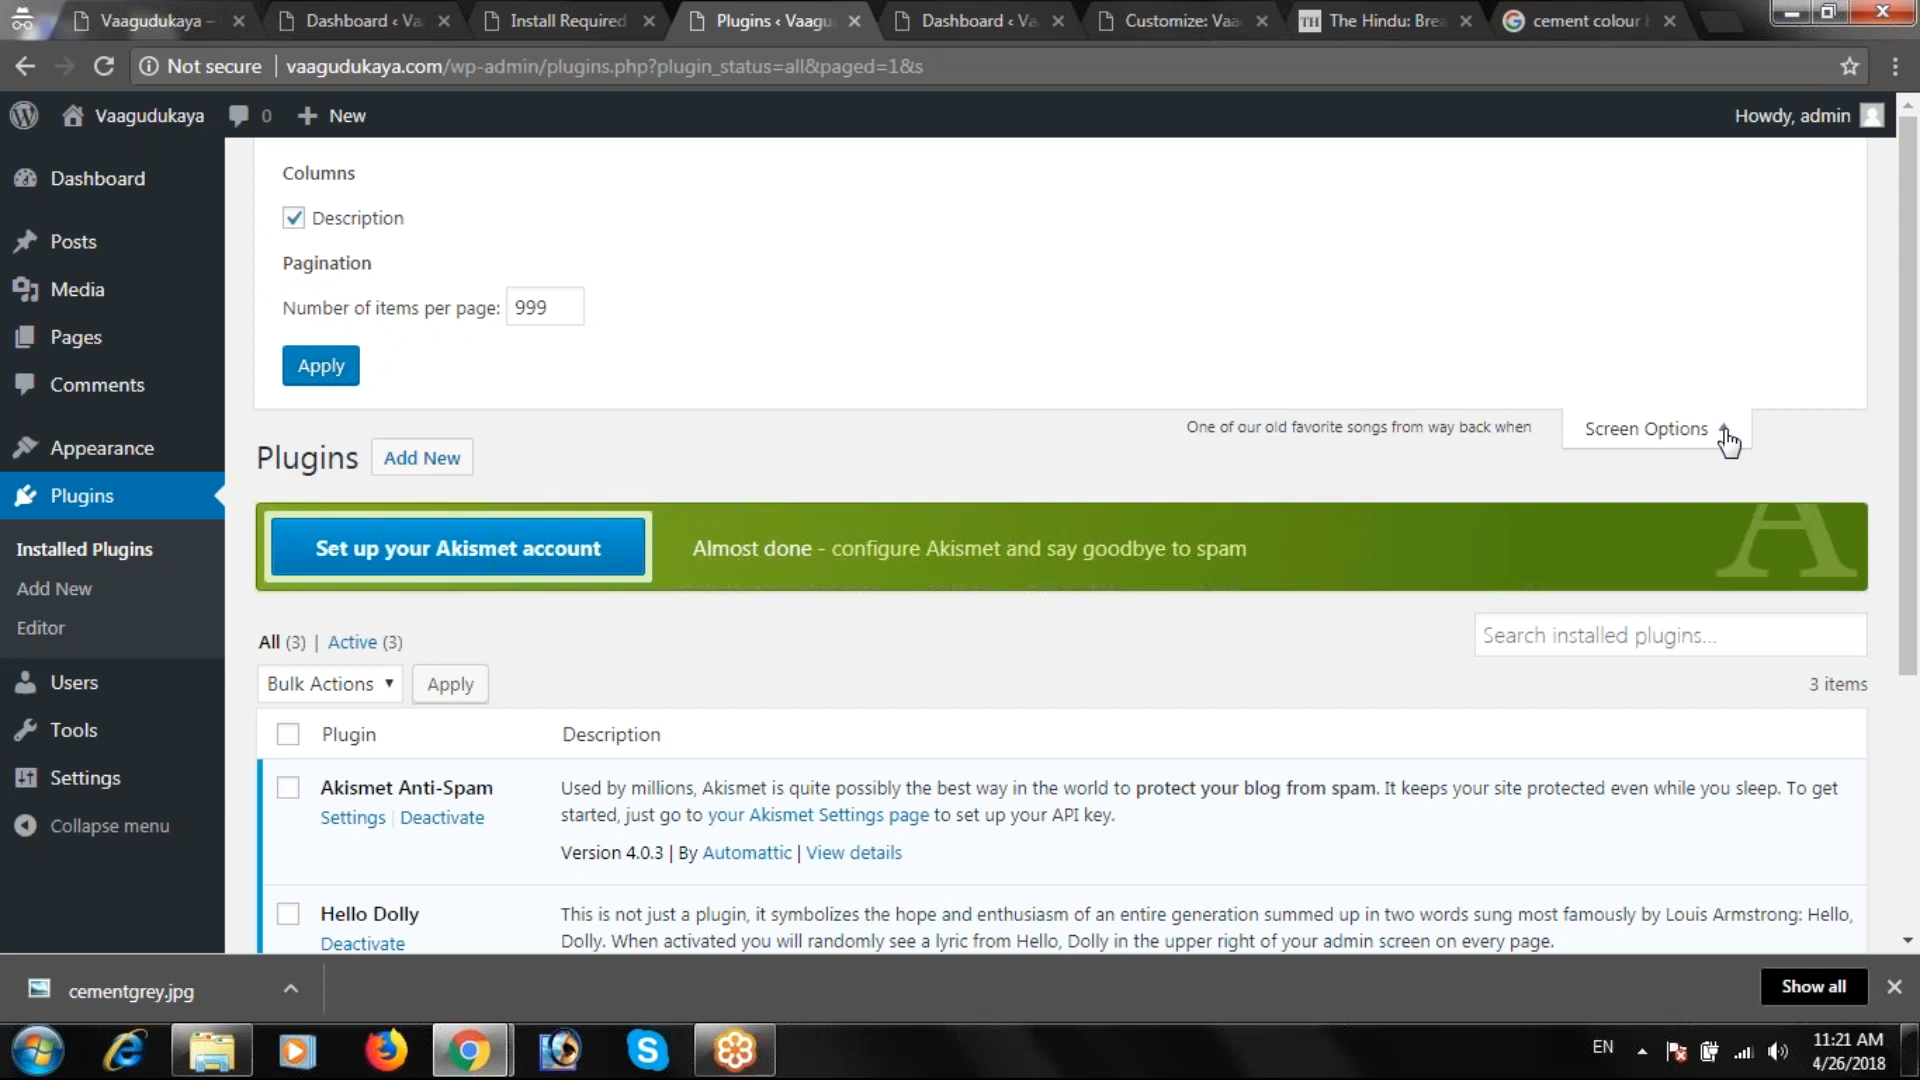 Vaagudukaya –
Dashboard ‹ Va
Install Required
Plugins ‹ Vaagu
Dashboard ‹ Va
Customize: Vaa
TH The Hindu: Brea
G cement colour
Not secure | vaagudukaya.com/wp-admin/plugins.php?plugin_status=all&paged=1&s
Vaagudukaya 0 + New
Howdy, admin
Dashboard
Posts
Media
Pages
Comments
Appearance
Plugins
Installed Plugins
Add New
Editor
Users
Tools
Settings
Collapse menu
Columns
Description
Pagination
Number of items per page: 999
Apply
One of our old favorite songs from way back when
Screen Options
Plugins Add New
Set up your Akismet account
Almost done - configure Akismet and say goodbye to spam
A
All (3) | Active (3)
Search installed plugins...
Bulk Actions Apply
3 items
Plugin Description
Akismet Anti-Spam
Settings | Deactivate
Used by millions, Akismet is quite possibly the best way in the world to protect your blog from spam. It keeps your site protected even while you sleep. To get
started, just go to your Akismet Settings page to set up your API key.
Version 4.0.3 | By Automattic | View details
Hello Dolly
Deactivate
This is not just a plugin, it symbolizes the hope and enthusiasm of an entire generation summed up in two words sung most famously by Louis Armstrong: Hello,
Dolly. When activated you will randomly see a lyric from Hello, Dolly in the upper right of your admin screen on every page.
cementgrey.jpg
Show all
EN
11:21 AM
4/26/2018